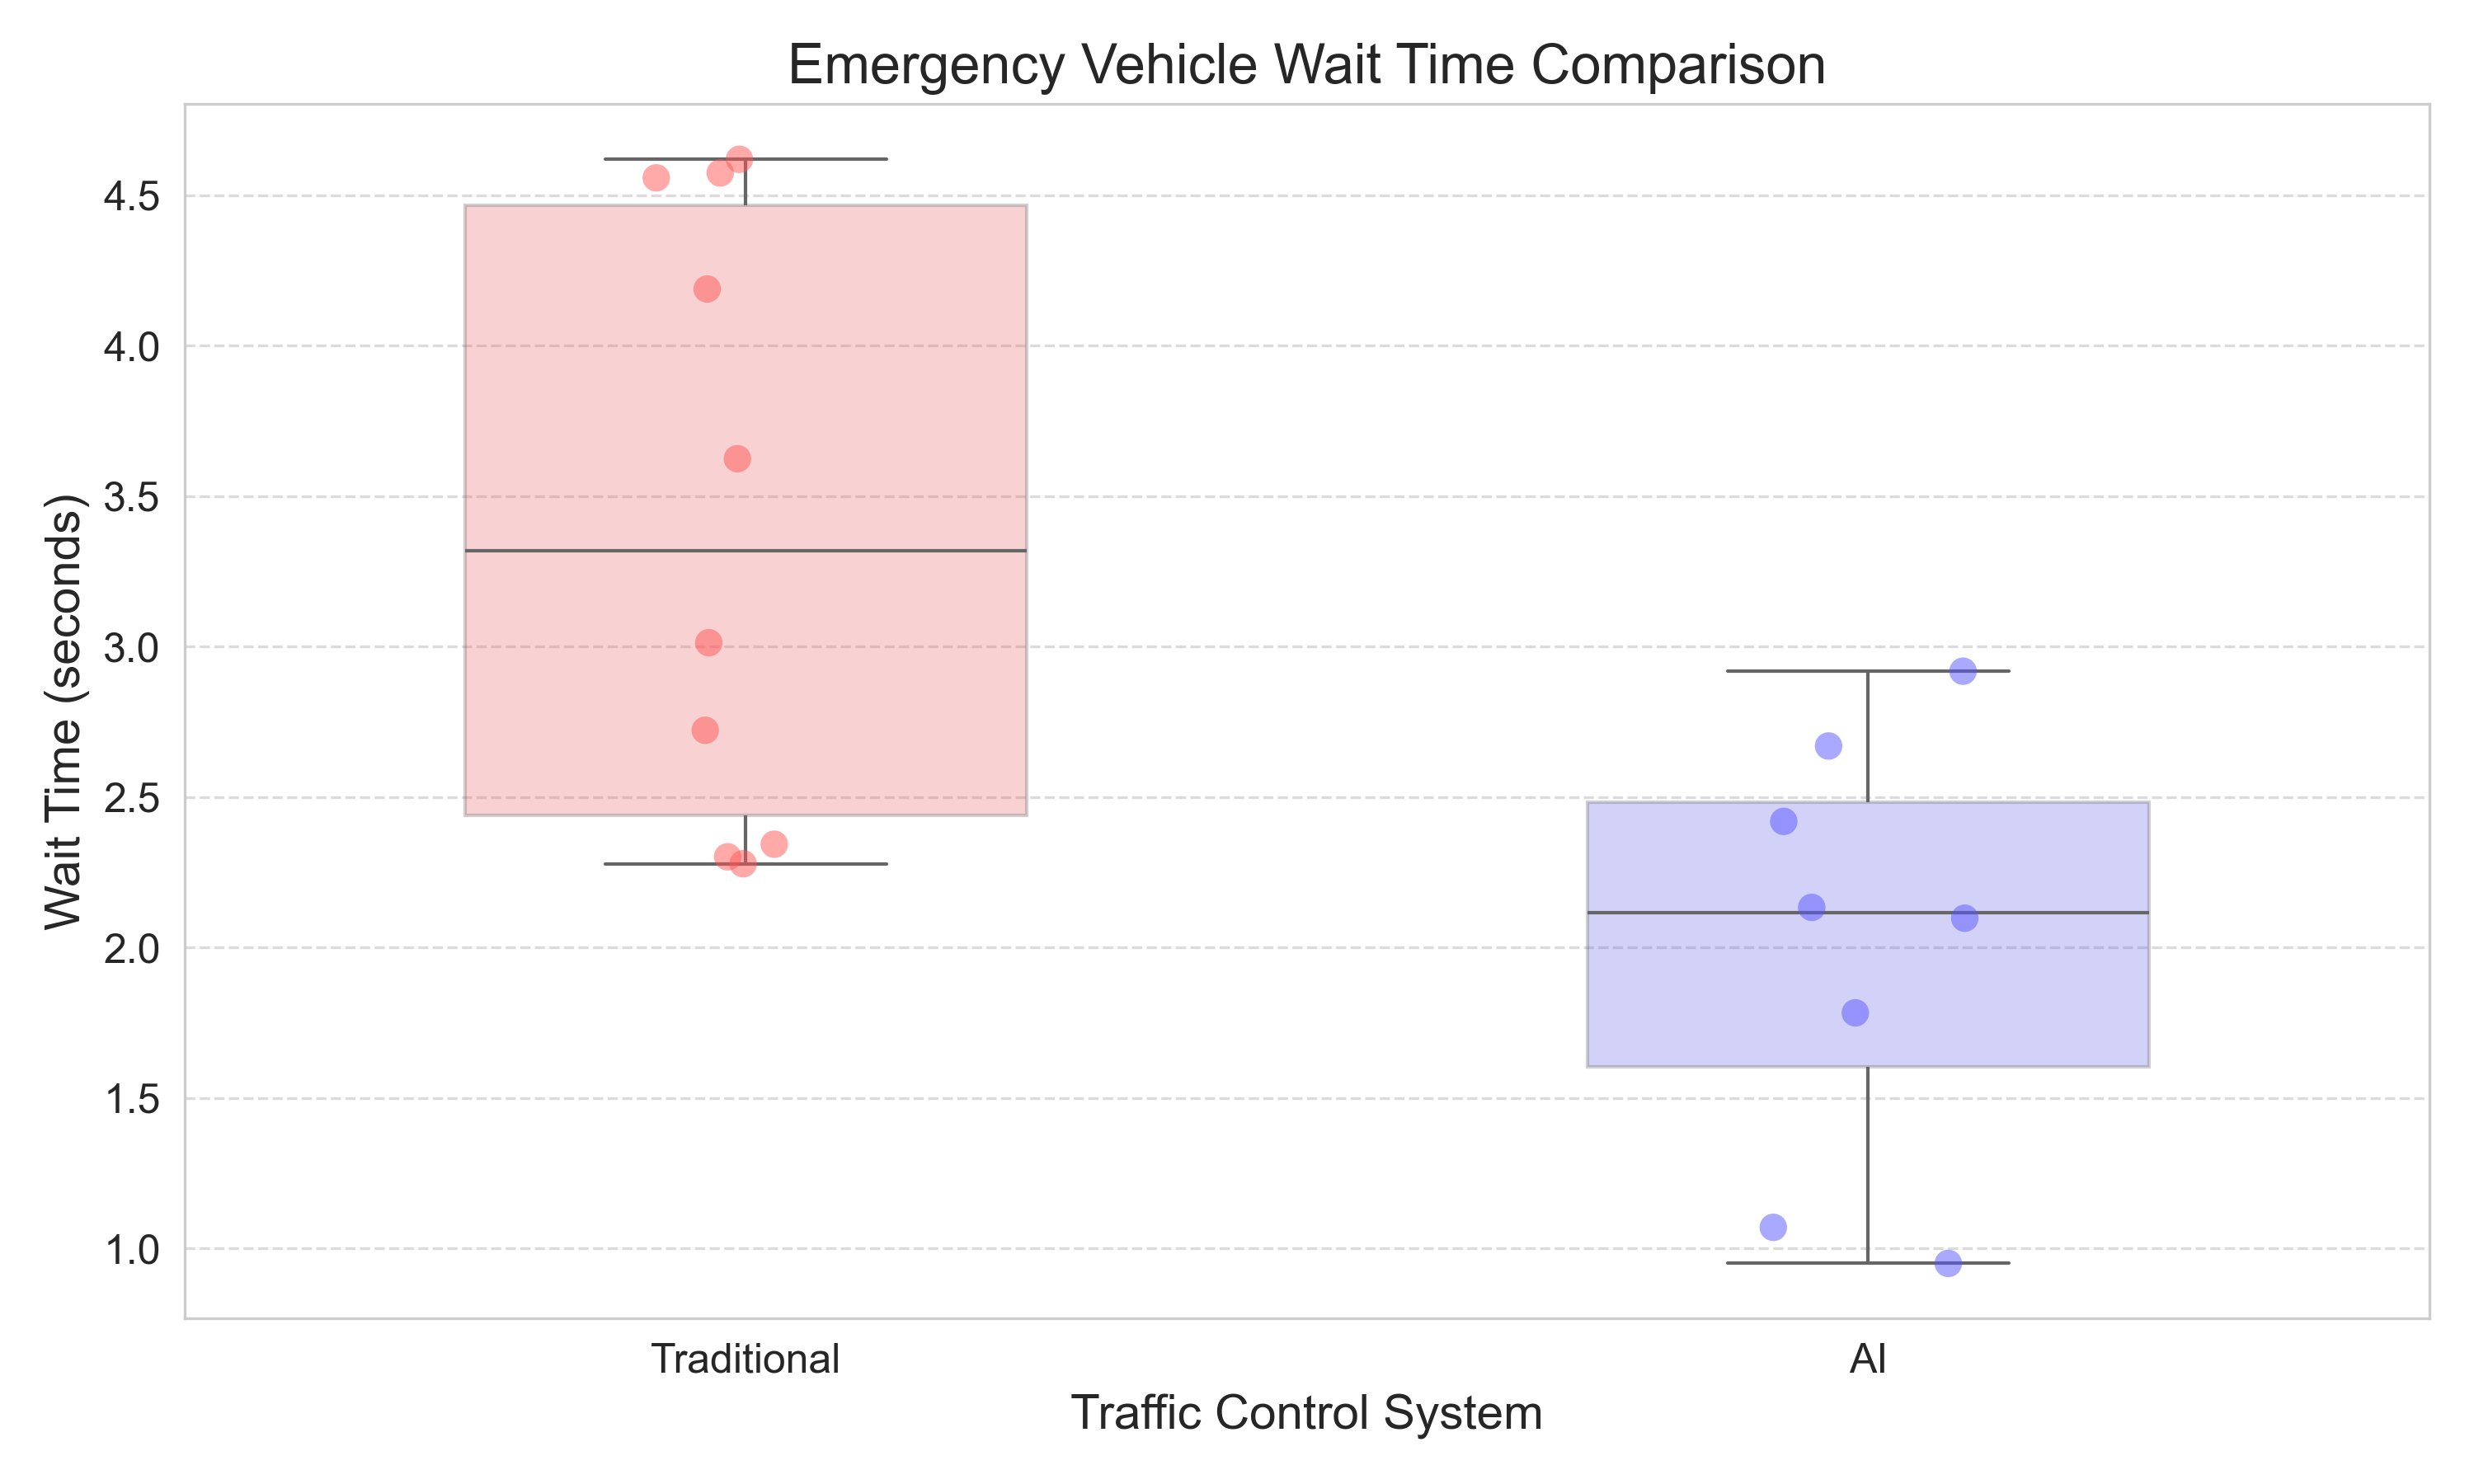 Emergency Vehicle Wait Time Comparison
Wait Time (seconds)
4.5
4.0
3.5
3.0
2.5
2.0
1.5
1.0
Traditional
AI
Traffic Control System